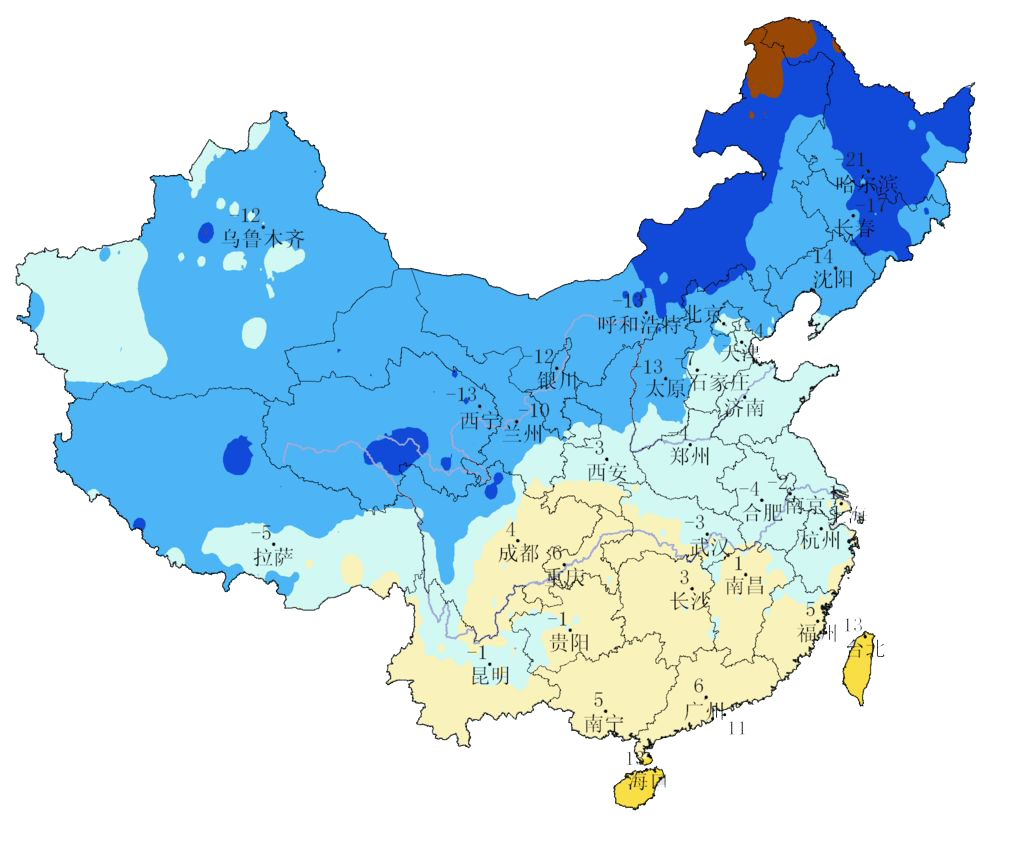 -21
哈尔滨
-17
长春
-12
乌鲁木齐
14
沈阳
-13
呼和浩特
北京
-4
天津
-12
银川
-13
太原
石家庄
-13
西宁
-10
兰州
济南
-3
西安
郑州
-4
合肥
南京
上海
-5
拉萨
4
成都
6
重庆
-3
武汉
杭州
1
南昌
3
长沙
-1
贵阳
5
福州
13
台北
-1
昆明
5
南宁
6
广州
11
海口